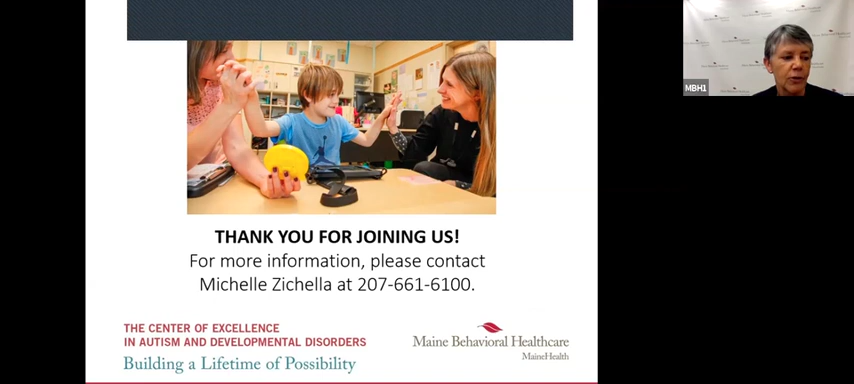 THANK YOU FOR JOINING US!
For more information, please contact
Michelle Zichella at 207-661-6100.
THE CENTER OF EXCELLENCE
IN AUTISM AND DEVELOPMENTAL DISORDERS
Building a Lifetime of Possibility
Maine Behavioral Healthcare
MaineHealth
MBH1